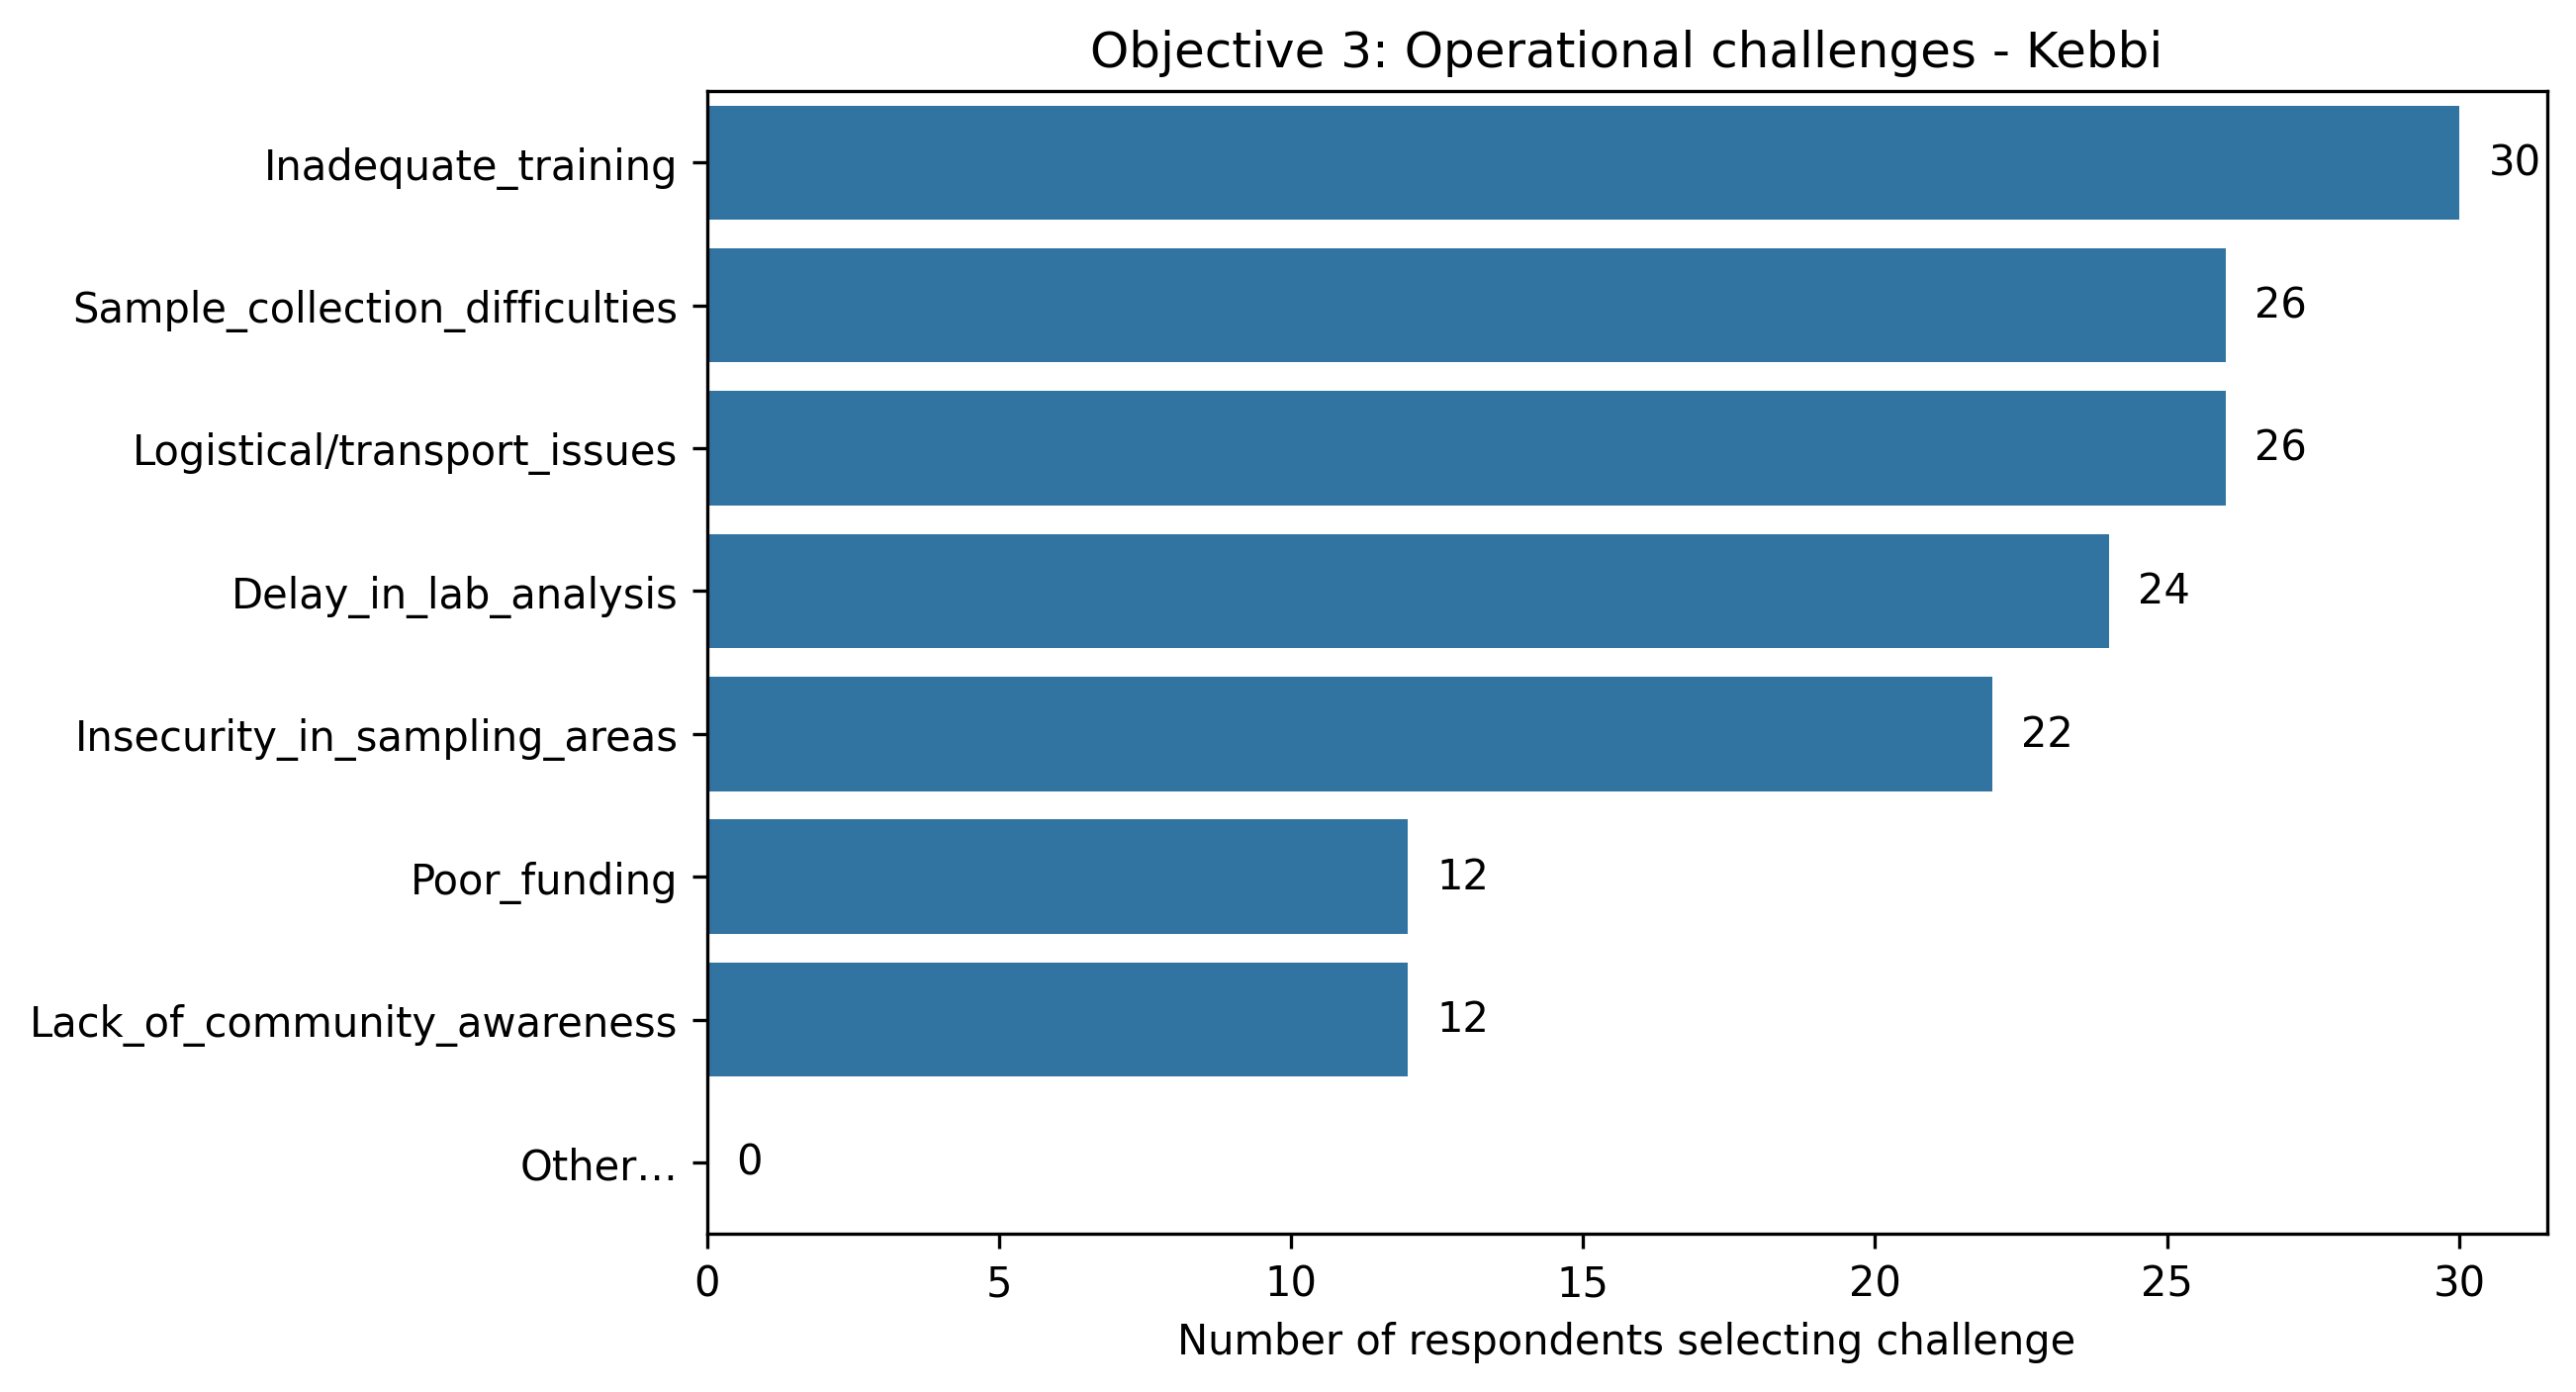 Objective 3: Operational challenges - Kebbi
Inadequate_training 30
Sample_collection_difficulties 26
Logistical/transport_issues 26
Delay_in_lab_analysis 24
Insecurity_in_sampling_areas 22
Poor_funding 12
Lack_of_community_awareness 12
Other... 0
0 5 10 15 20 25 30
Number of respondents selecting challenge